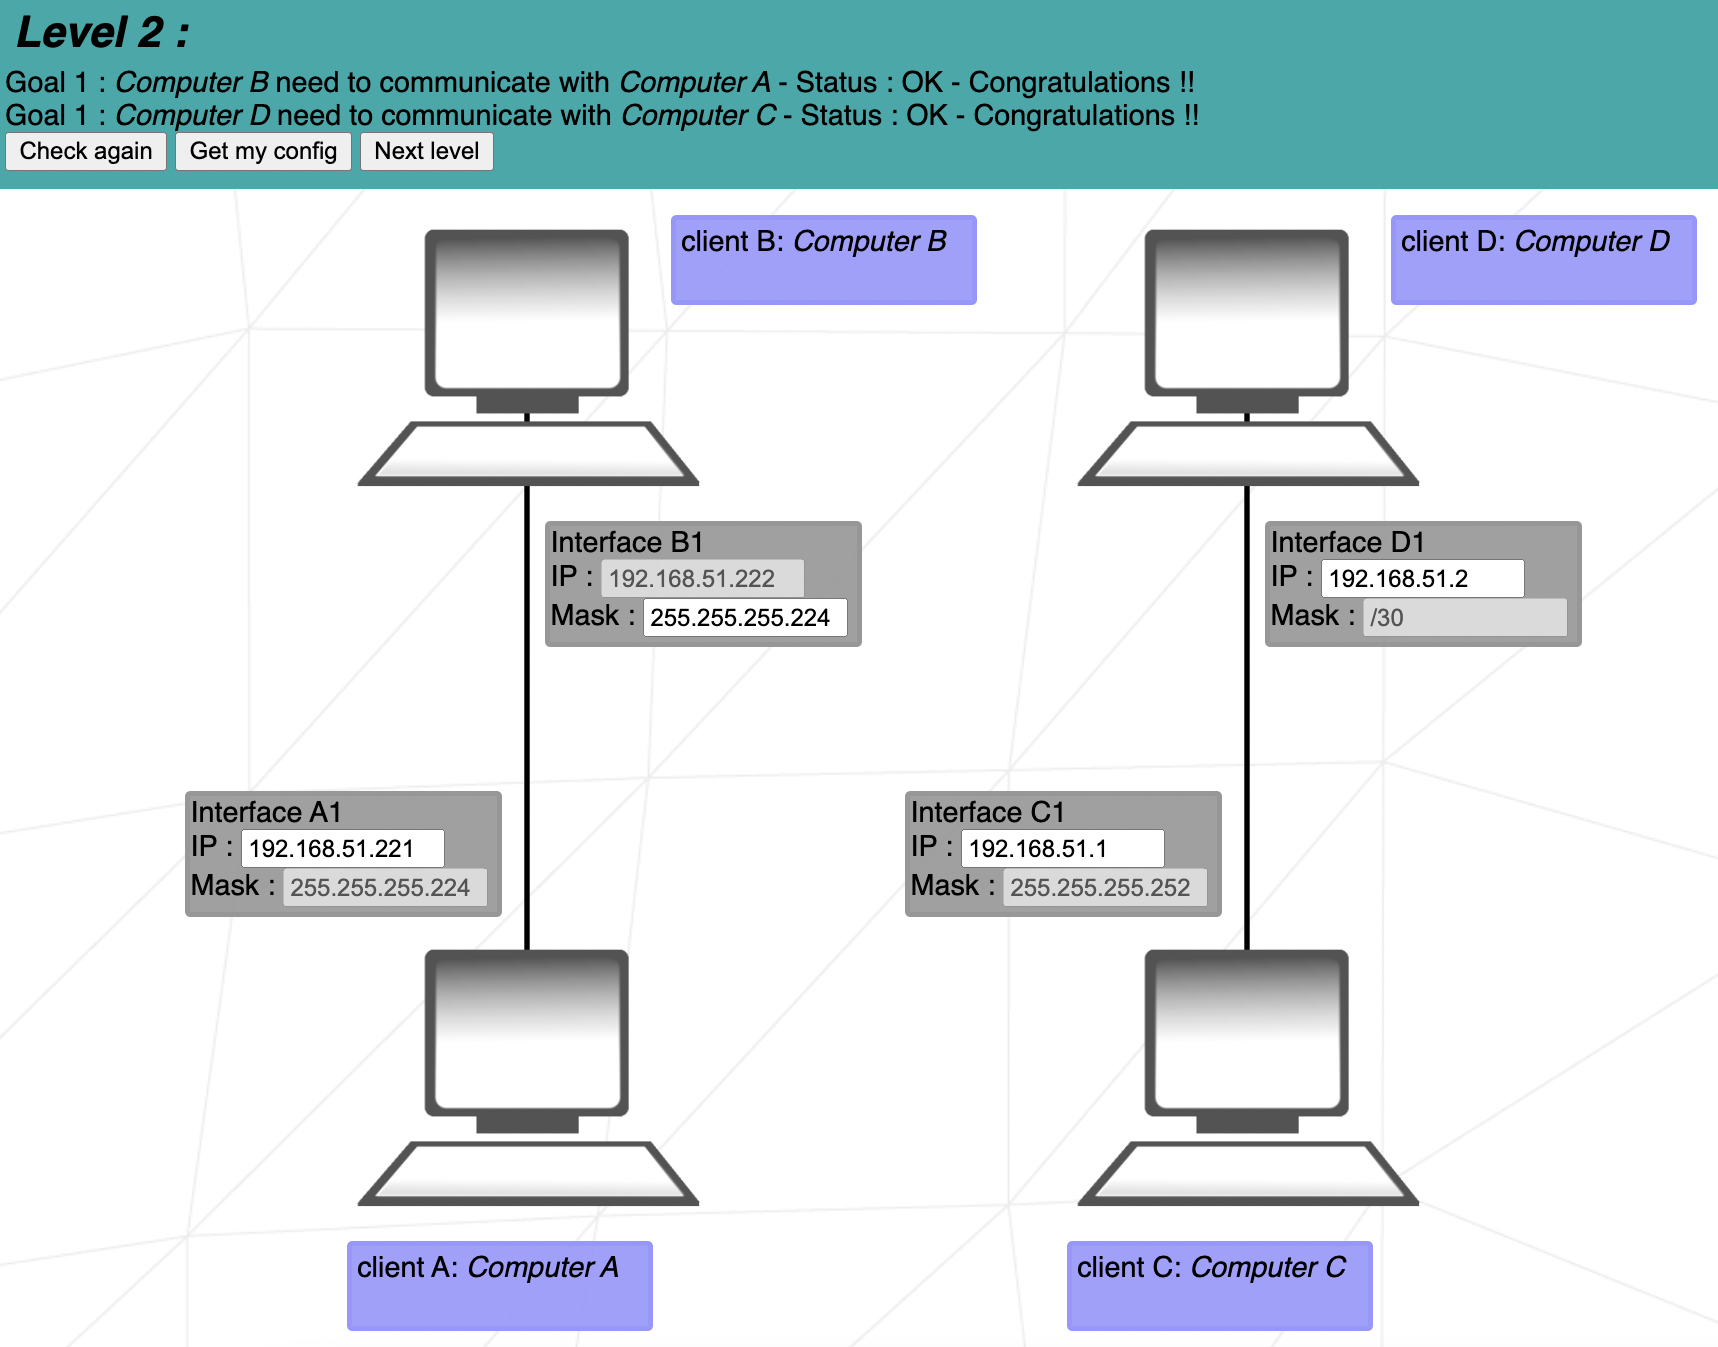 Level 2 :
Goal 1 : Computer B need to communicate with Computer A - Status : OK - Congratulations !!
Goal 1 : Computer D need to communicate with Computer C - Status : OK - Congratulations !!
Check again Get my config Next level
client B: Computer B
client D: Computer D
Interface B1
IP : 192.168.51.222
Mask : 255.255.255.224
Interface D1
IP : 192.168.51.2
Mask : /30
Interface A1
IP : 192.168.51.221
Mask : 255.255.255.224
Interface C1
IP : 192.168.51.1
Mask : 255.255.255.252
client A: Computer A
client C: Computer C